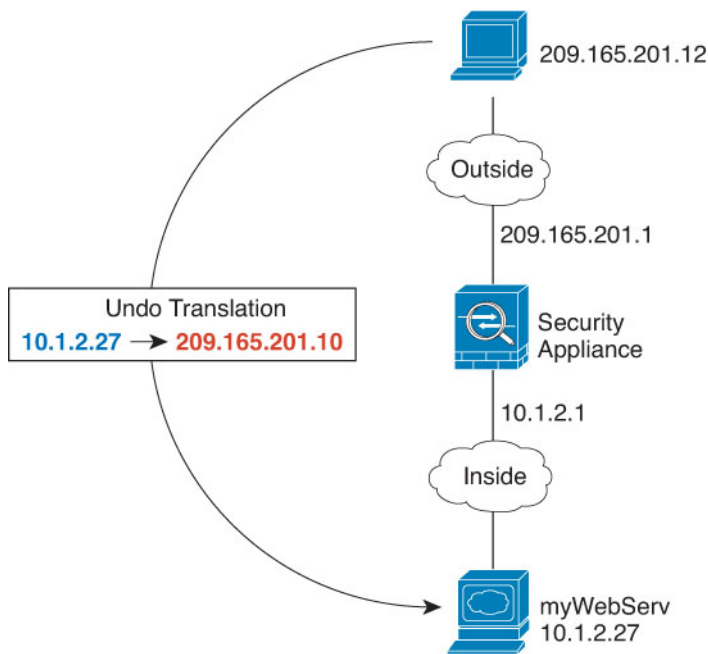 209.165.201.12
Outside
209.165.201.1
Undo Translation
10.1.2.27 → 209.165.201.10
Security
Appliance
10.1.2.1
Inside
myWebServ
10.1.2.27